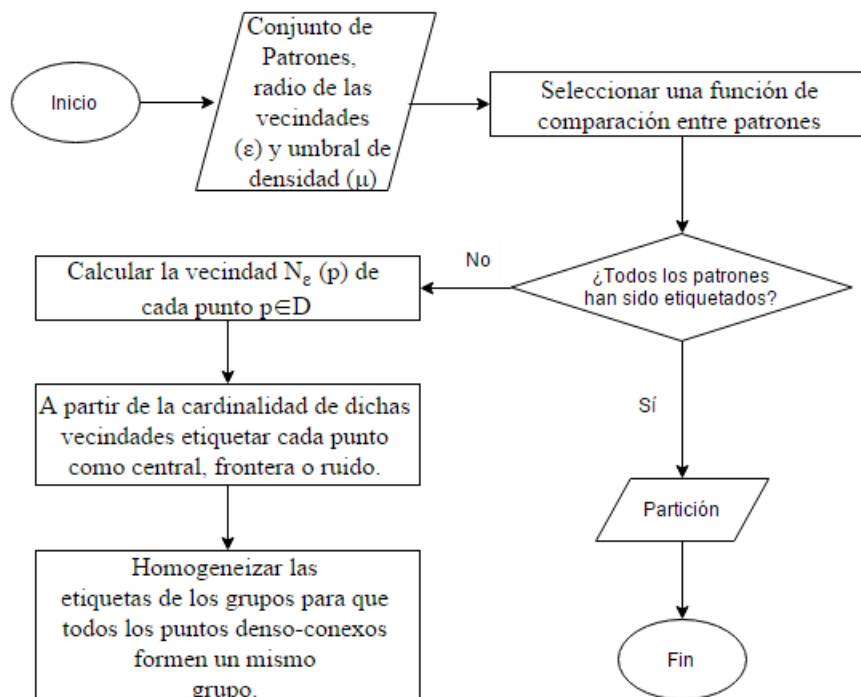 Inicio
Conjunto de
Patrones,
radio de las
vecindades
(ε) y umbral de
densidad (μ)
Seleccionar una función de
comparación entre patrones
¿Todos los patrones
han sido etiquetados?
No
Calcular la vecindad Nε (p) de
cada punto p∈D
A partir de la cardinalidad de dichas
vecindades etiquetar cada punto
como central, frontera o ruido.
Homogeneizar las
etiquetas de los grupos para que
todos los puntos denso-conexos
formen un mismo
grupo.
Sí
Partición
Fin